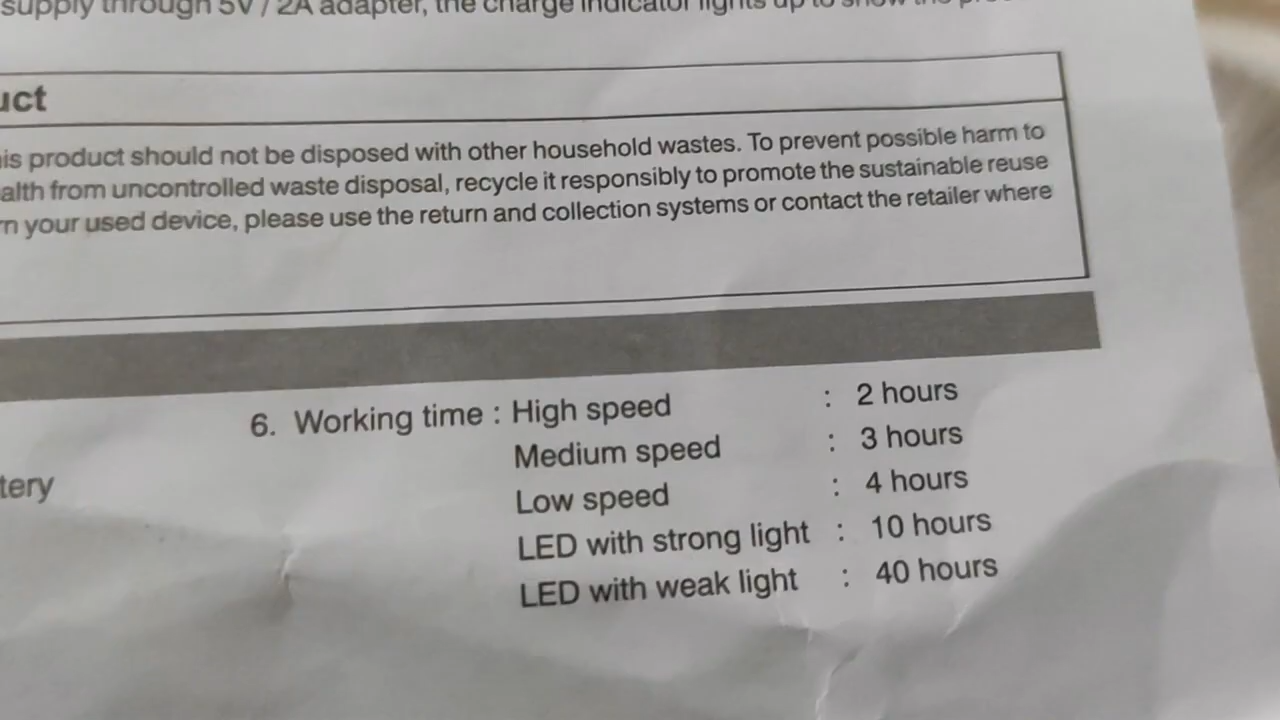 supply through 5V / 2A adapter, the charge indicator lights up to show the
uct
is product should not be disposed with other household wastes. To prevent possible harm to
alth from uncontrolled waste disposal, recycle it responsibly to promote the sustainable reuse
rn your used device, please use the return and collection systems or contact the retailer where
6. Working time : High speed : 2 hours
Medium speed : 3 hours
tery Low speed : 4 hours
LED with strong light : 10 hours
LED with weak light : 40 hours